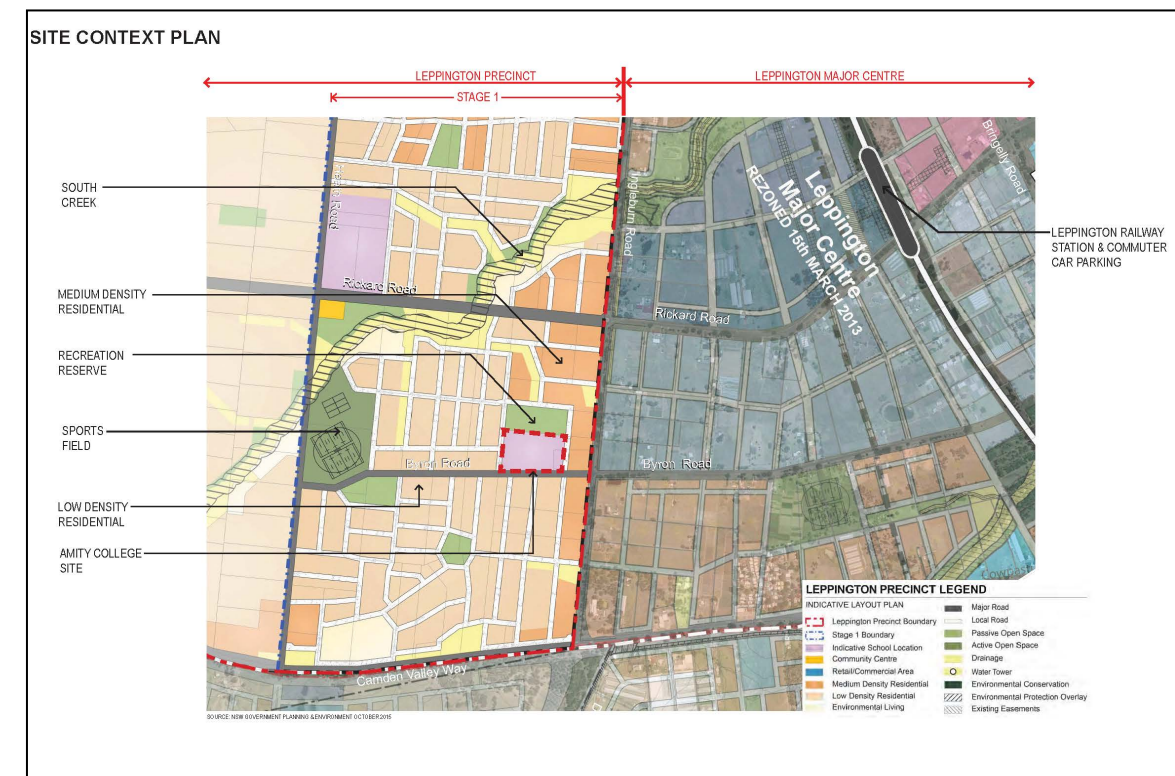 SITE CONTEXT PLAN
LEPPINGTON PRECINCT
LEPPINGTON MAJOR CENTRE
STAGE 1
SOUTH
CREEK
MEDIUM DENSITY
RESIDENTIAL
RECREATION
RESERVE
SPORTS
FIELD
LOW DENSITY
RESIDENTIAL
AMITY COLLEGE
SITE
Road
Rickard Road
Byron Road
Ingleburn Road
Rickard Road
Byron Road
Camden Valley Way
Leppington
Major Centre
REZONED 15th MARCH 2013
Bringelly Road
LEPPINGTON RAILWAY
STATION & COMMUTER
CAR PARKING
LEPPINGTON PRECINCT LEGEND
INDICATIVE LAYOUT PLAN
Leppington Precinct Boundary
Stage 1 Boundary
Indicative School Location
Community Centre
Retail/Commercial Area
Medium Density Residential
Low Density Residential
Environmental Living
Major Road
Local Road
Passive Open Space
Active Open Space
Drainage
Water Tower
Environmental Conservation
Environmental Protection Overlay
Existing Easements
SOURCE: NSW GOVERNMENT PLANNING & ENVIRONMENT OCTOBER 2015